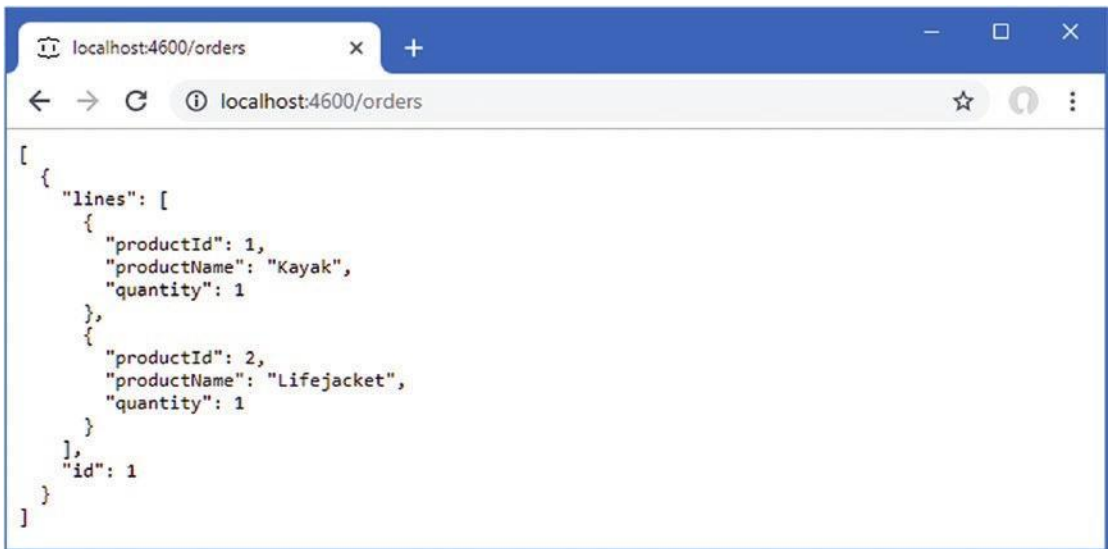 localhost:4600/orders
localhost:4600/orders
[
  {
    "lines": [
      {
        "productId": 1,
        "productName": "Kayak",
        "quantity": 1
      },
      {
        "productId": 2,
        "productName": "Lifejacket",
        "quantity": 1
      }
    ],
    "id": 1
  }
]